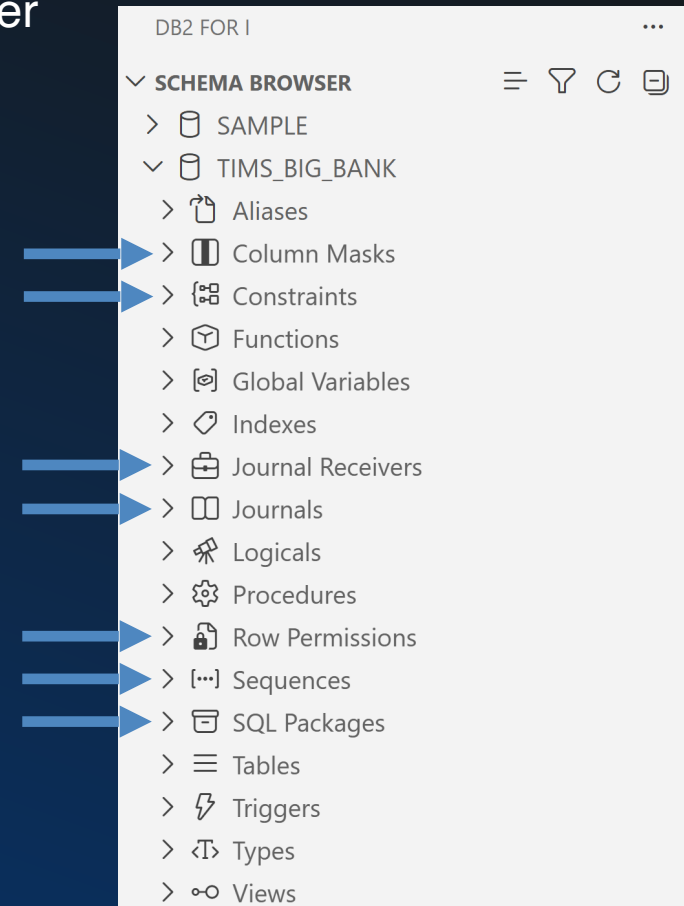 er
DB2 FOR I
SCHEMA BROWSER
SAMPLE
TIMS_BIG_BANK
Aliases
Column Masks
Constraints
Functions
Global Variables
Indexes
Journal Receivers
Journals
Logicals
Procedures
Row Permissions
Sequences
SQL Packages
Tables
Triggers
Types
Views